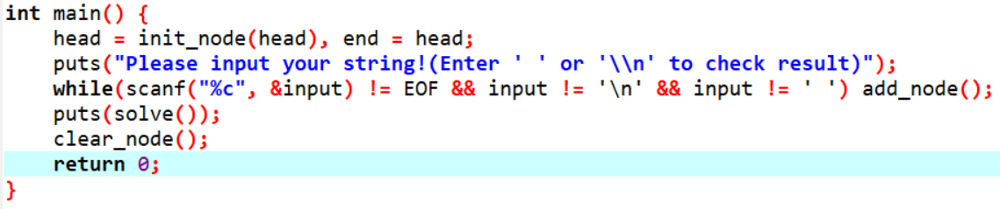 int main() {
    head = init_node(head), end = head;
    puts("Please input your string!(Enter ' ' or '\\n' to check result)");
    while(scanf("%c", &input) != EOF && input != '\n' && input != ' ') add_node();
    puts(solve());
    clear_node();
    return 0;
}